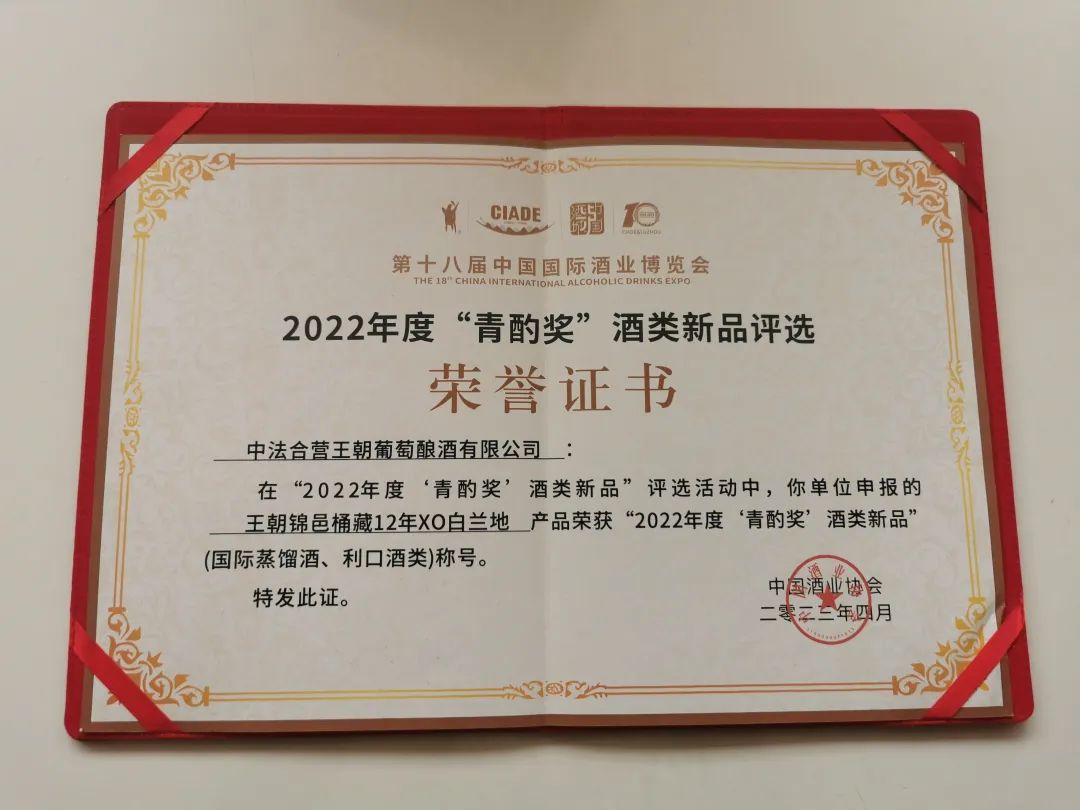 CIADE
第十八届中国国际酒业博览会
THE 18TH CHINA INTERNATIONAL ALCOHOLIC DRINKS EXPO
2022年度“青酌奖”酒类新品评选
荣誉证书
中法合营王朝葡萄酿酒有限公司：
在“2022年度‘青酌奖’酒类新品”评选活动中，你单位申报的
王朝锦邑桶藏12年XO白兰地 产品荣获“2022年度‘青酌奖’酒类新品”
(国际蒸馏酒、利口酒类)称号。
特发此证。
中国酒业协会
二零二三年四月